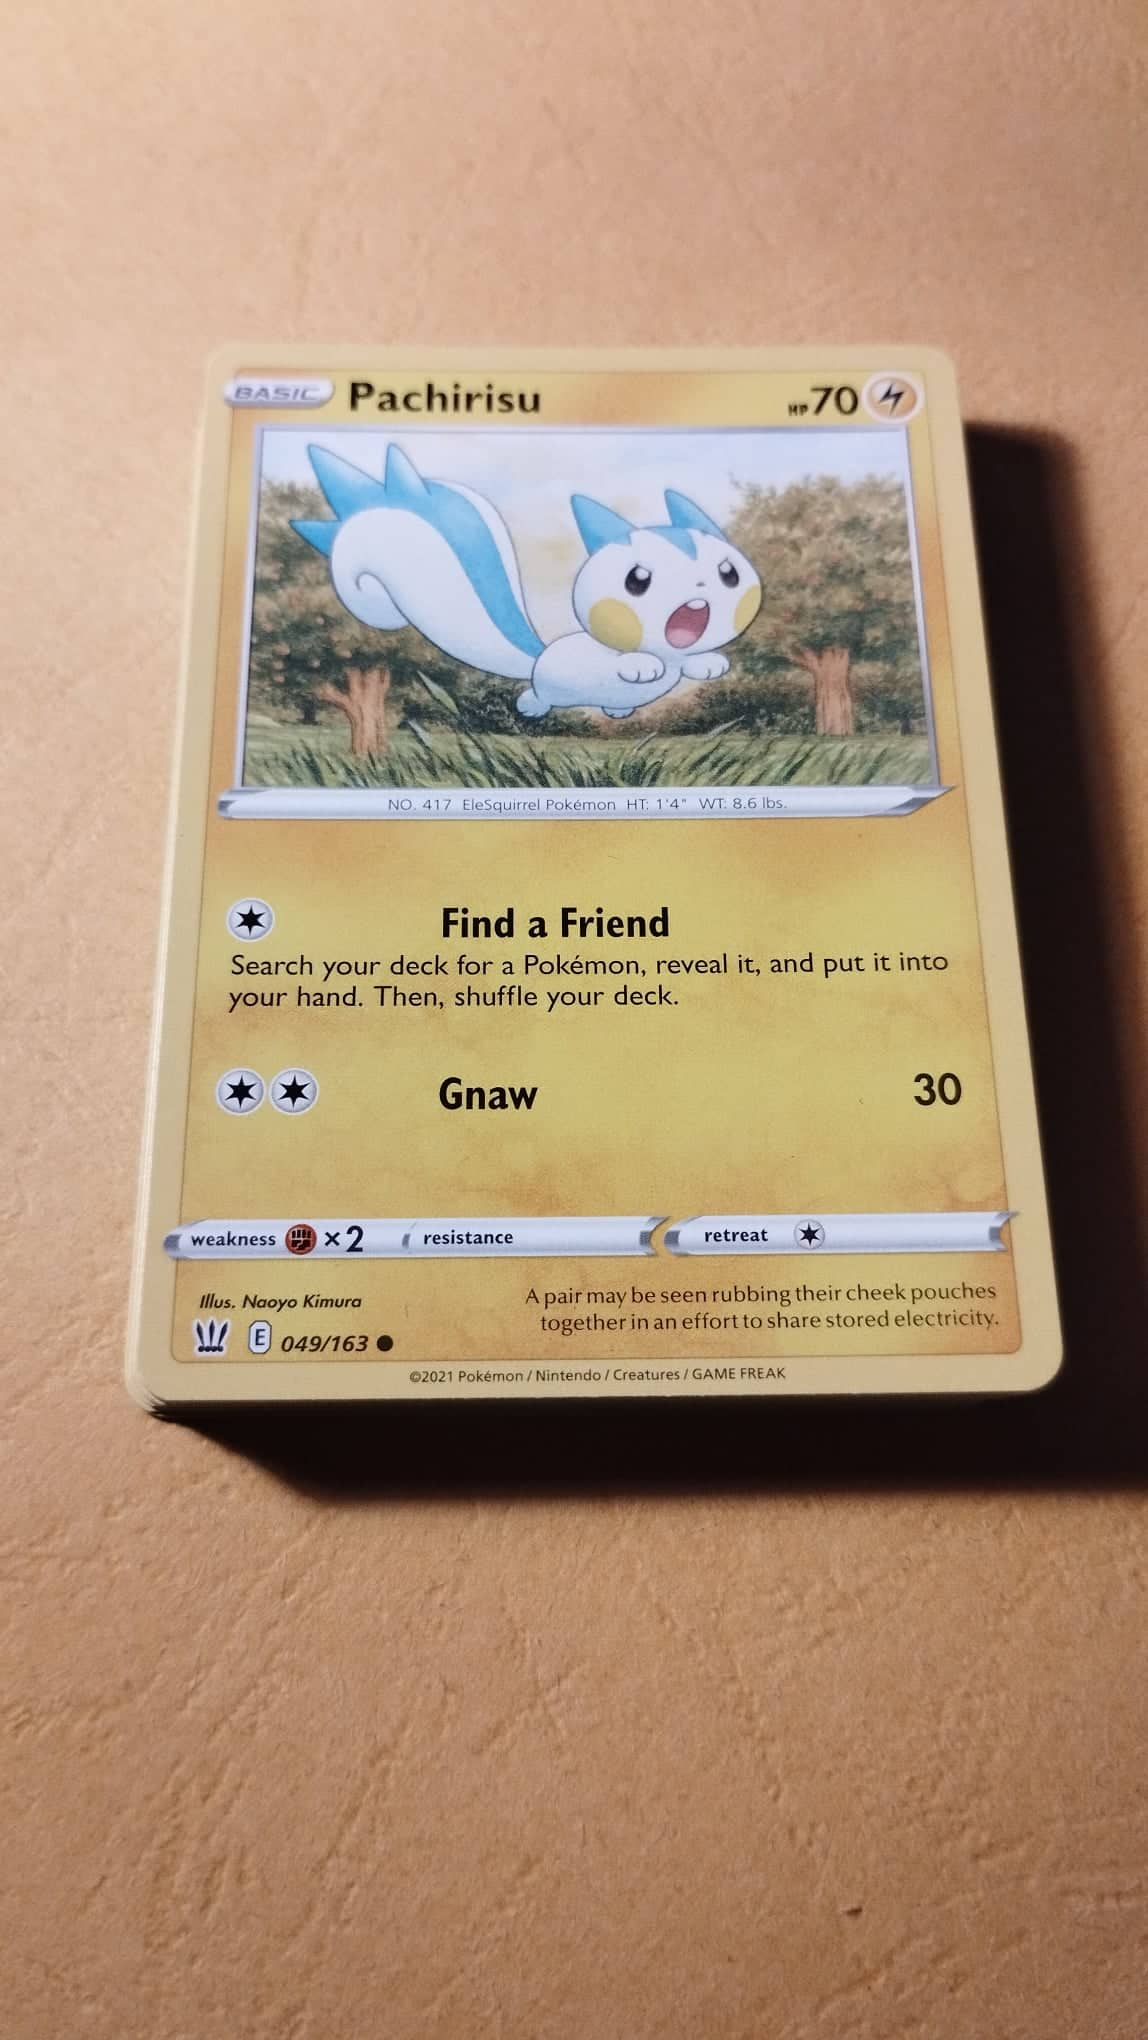 BASIC Pachirisu HP 70
NO. 417 EleSquirrel Pokémon HT: 1'4" WT: 8.6 lbs.
Find a Friend
Search your deck for a Pokémon, reveal it, and put it into
your hand. Then, shuffle your deck.
Gnaw 30
weakness ×2 resistance retreat
Illus. Naoyo Kimura
A pair may be seen rubbing their cheek pouches
together in an effort to share stored electricity.
E 049/163
©2021 Pokémon / Nintendo / Creatures / GAME FREAK